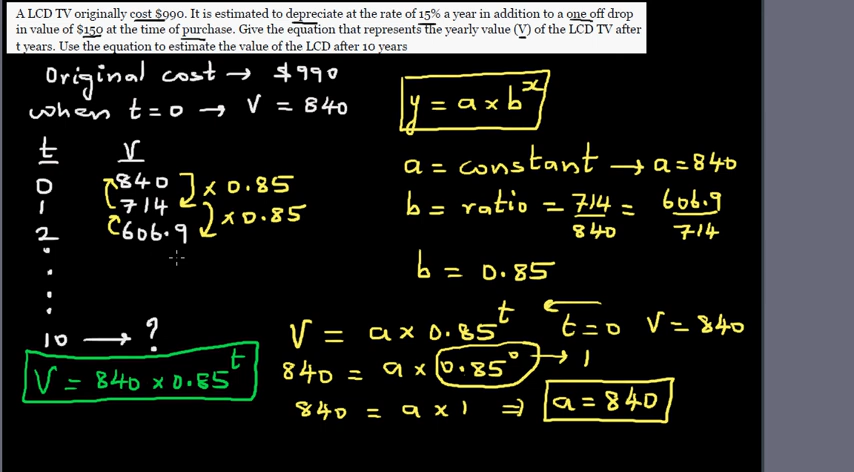 A LCD TV originally cost $990. It is estimated to depreciate at the rate of 15% a year in addition to a one off drop
in value of $150 at the time of purchase. Give the equation that represents the yearly value (V) of the LCD TV after
t years. Use the equation to estimate the value of the LCD after 10 years
Original cost → $990
when t = 0 → V = 840
y = a × b^x
t V
0 840 × 0.85
1 714 × 0.85
2 606.9
10 → ?
a = constant → a = 840
b = ratio = 714/840 = 606.9/714
b = 0.85
V = a × 0.85^t t = 0 V = 840
840 = a × 0.85^0 → 1
840 = a × 1 ⇒ a = 840
V = 840 × 0.85^t